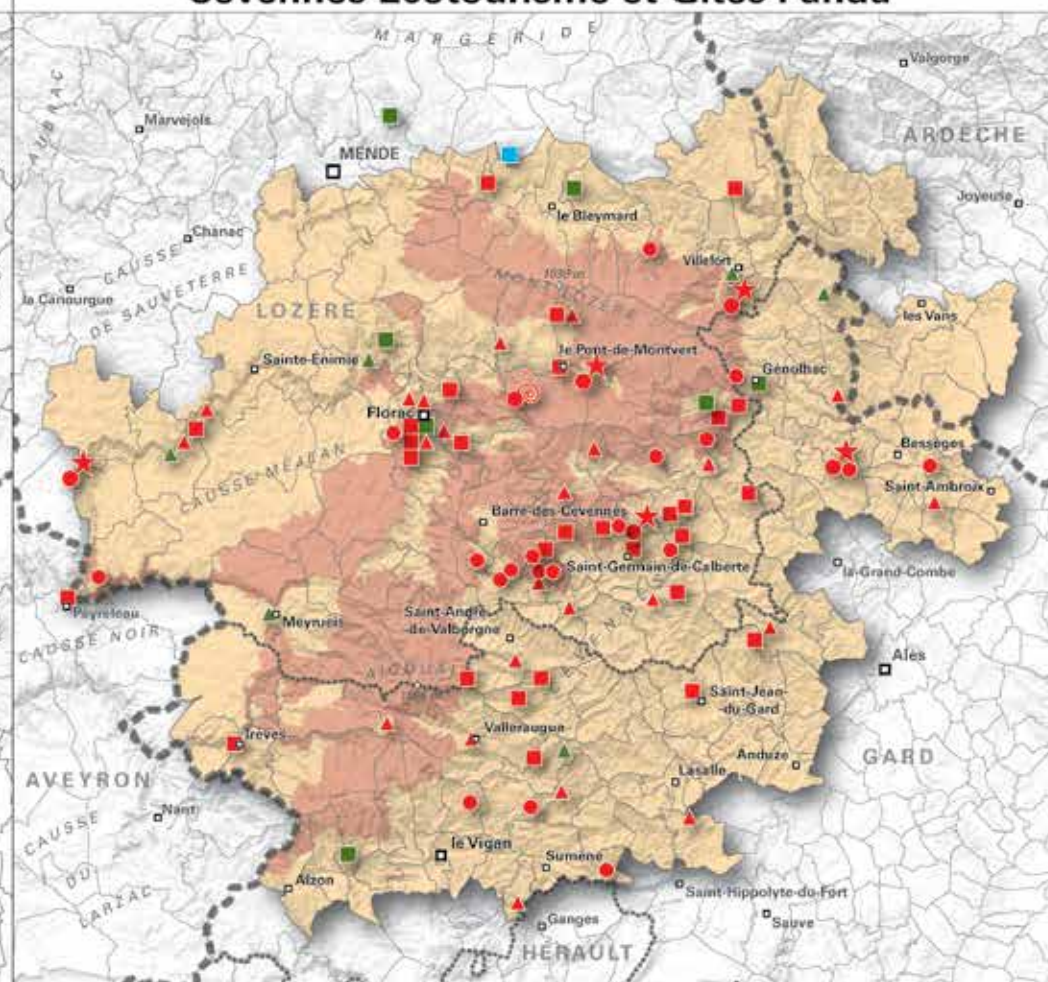 Cévennes Ecotourisme et Gîtes Panda
MARGERIDE
Valgorge
AUBRAC
Marvejols
ARDECHE
MENDE
Joyeuse
le Bleymard
Chanac
CAUSSE
DE SAUVETERRE
Villefort
la Canourgue
MONT LOZERE
les Vans
LOZERE
Sainte-Enimie
le Pont-de-Montvert
Génolhac
Florac
CAUSSE MÉJEAN
Bessèges
Saint-Ambroix
Barre-des-Cévennes
Saint-Germain-de-Calberte
la-Grand-Combe
Peyreleau
Meyrueis
Saint-André-
-de-Valborgne
CAUSSE NOIR
Alès
AIGOUAL
Saint-Jean-
-du-Gard
Trèves
Valleraugue
Anduze
GARD
AVEYRON
Lasalle
Nant
CAUSSE
DU
LARZAC
le Vigan
Sumène
Alzon
Saint-Hippolyte-du-Fort
Ganges
Sauve
HÉRAULT